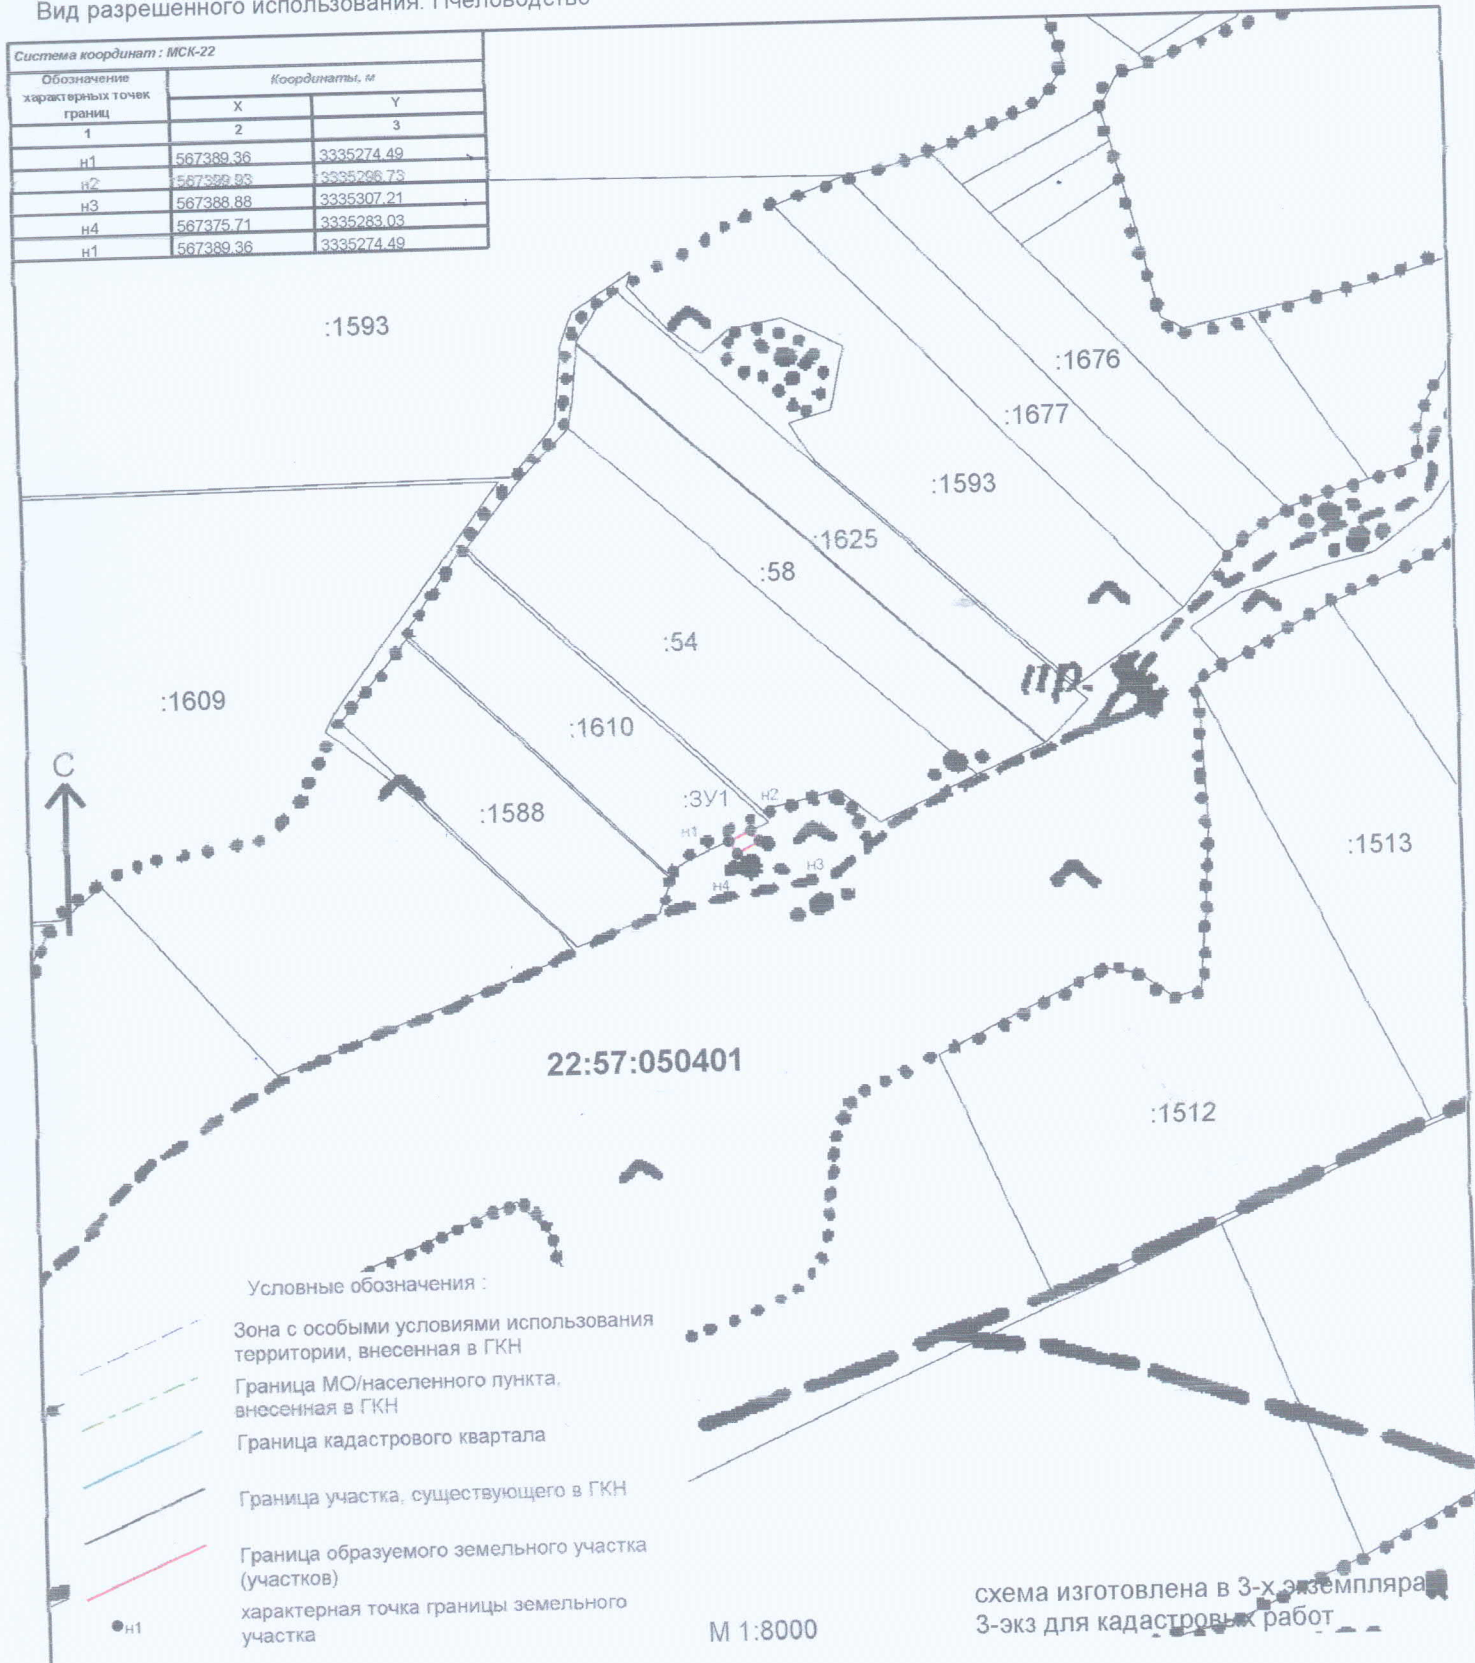 Вид разрешенного использования: Пчеловодство
Система координат : МСК-22
Обозначение характерных точек границ
Координаты, м
X Y
1 2 3
н1 567389.36 3335274.49
н2 567399.93 3335298.73
н3 567388.88 3335307.21
н4 567375.71 3335283.03
н1 567389.36 3335274.49
:1593
:1676
:1677
:1593
:1625
:58
:54
пр.
:1609
:1610
С
:ЗУ1 н2
:1588
н1
:1513
н3
н4
22:57:050401
:1512
Условные обозначения :
Зона с особыми условиями использования
территории, внесенная в ГКН
Граница МО/населенного пункта,
внесенная в ГКН
Граница кадастрового квартала
Граница участка, существующего в ГКН
Граница образуемого земельного участка
(участков)
н1
характерная точка границы земельного
участка
М 1:8000
схема изготовлена в 3-х экземпляра
3-экз для кадастровых работ